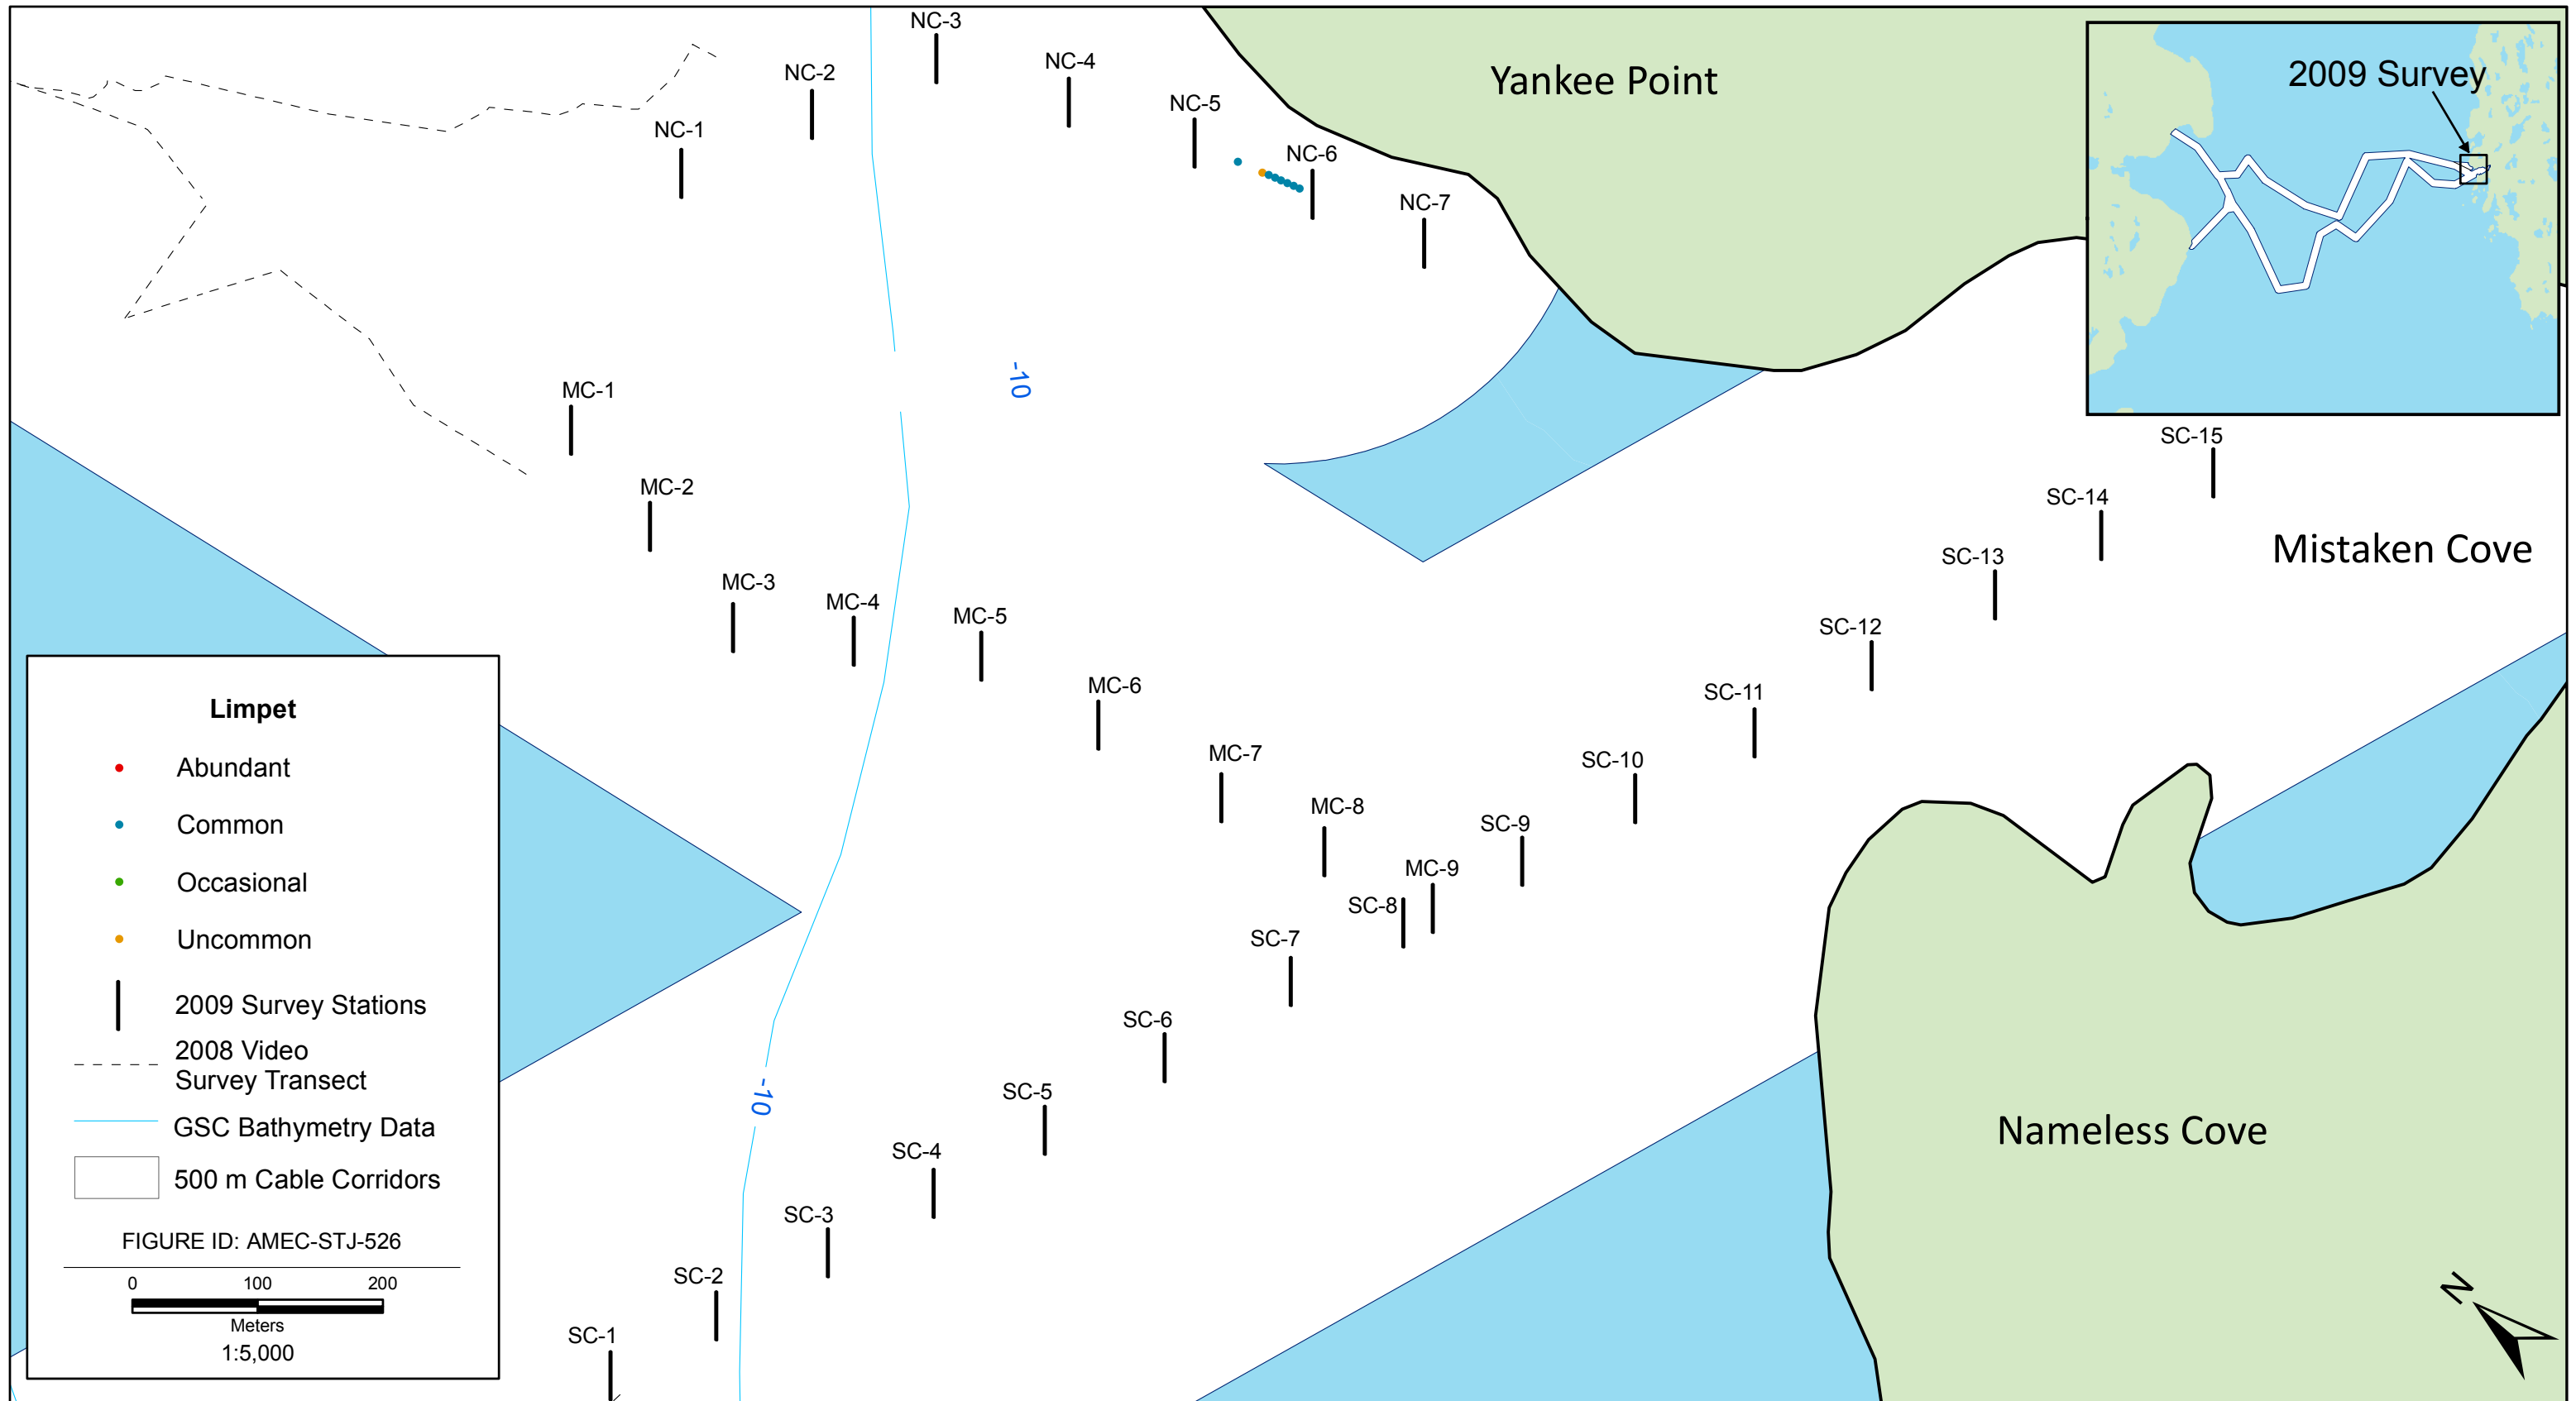 NC-3
NC-4
NC-2
NC-5
NC-1
NC-6
NC-7
Yankee Point
2009 Survey
-10
MC-1
MC-2
MC-3
MC-4
MC-5
MC-6
MC-7
MC-8
MC-9
SC-15
SC-14
Mistaken Cove
SC-13
SC-12
SC-11
SC-10
SC-9
SC-8
SC-7
SC-6
SC-5
SC-4
SC-3
SC-2
SC-1
-10
Nameless Cove
N
Limpet
Abundant
Common
Occasional
Uncommon
2009 Survey Stations
2008 Video
Survey Transect
GSC Bathymetry Data
500 m Cable Corridors
FIGURE ID: AMEC-STJ-526
0 100 200
Meters
1:5,000